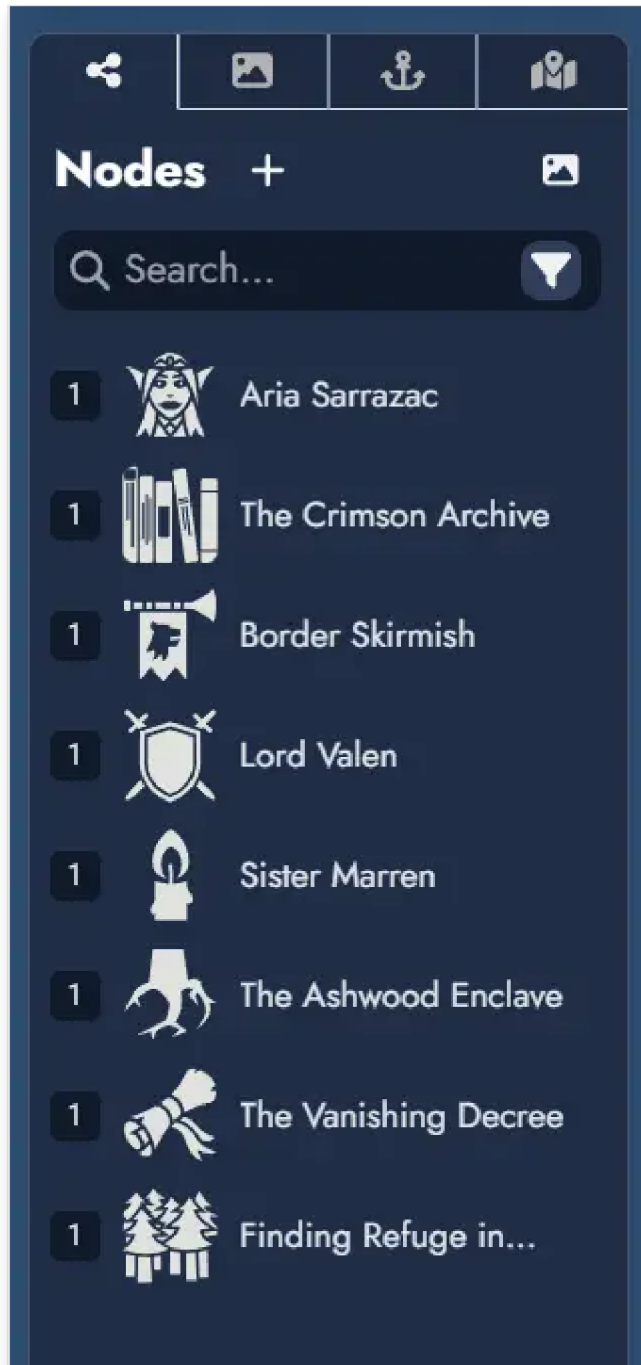 Nodes +
Search...
1 Aria Sarrazac
1 The Crimson Archive
1 Border Skirmish
1 Lord Valen
1 Sister Marren
1 The Ashwood Enclave
1 The Vanishing Decree
1 Finding Refuge in...